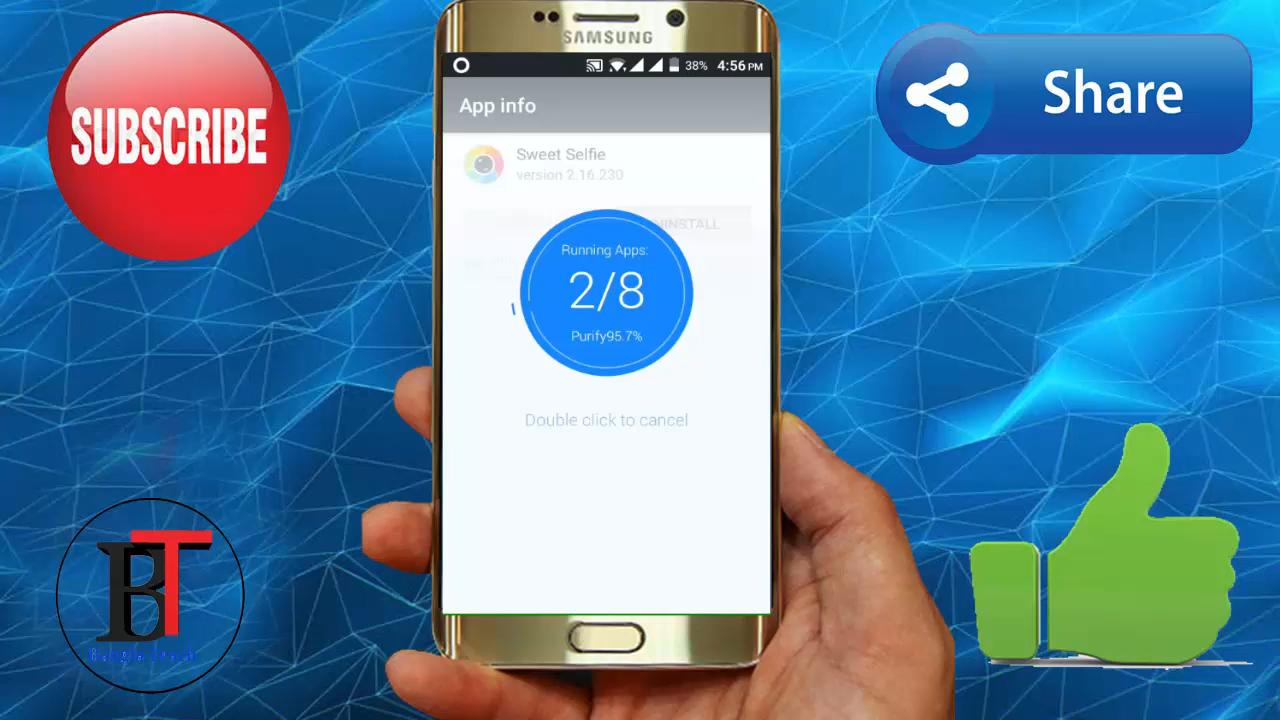 SUBSCRIBE
SAMSUNG
38% 4:56 PM
App info
Share
Sweet Selfie
version 2.16.230
Running Apps:
2/8
Purify95.7%
Double click to cancel
BT